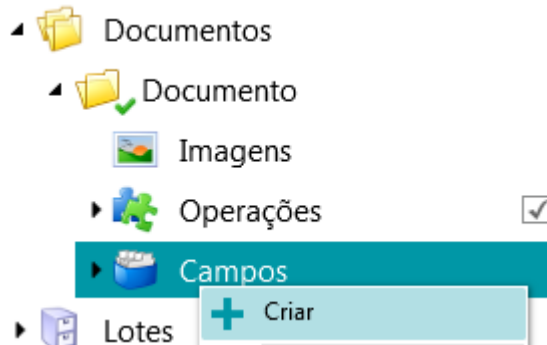 Documentos
Documento
Imagens
Operações
Campos
Criar
Lotes